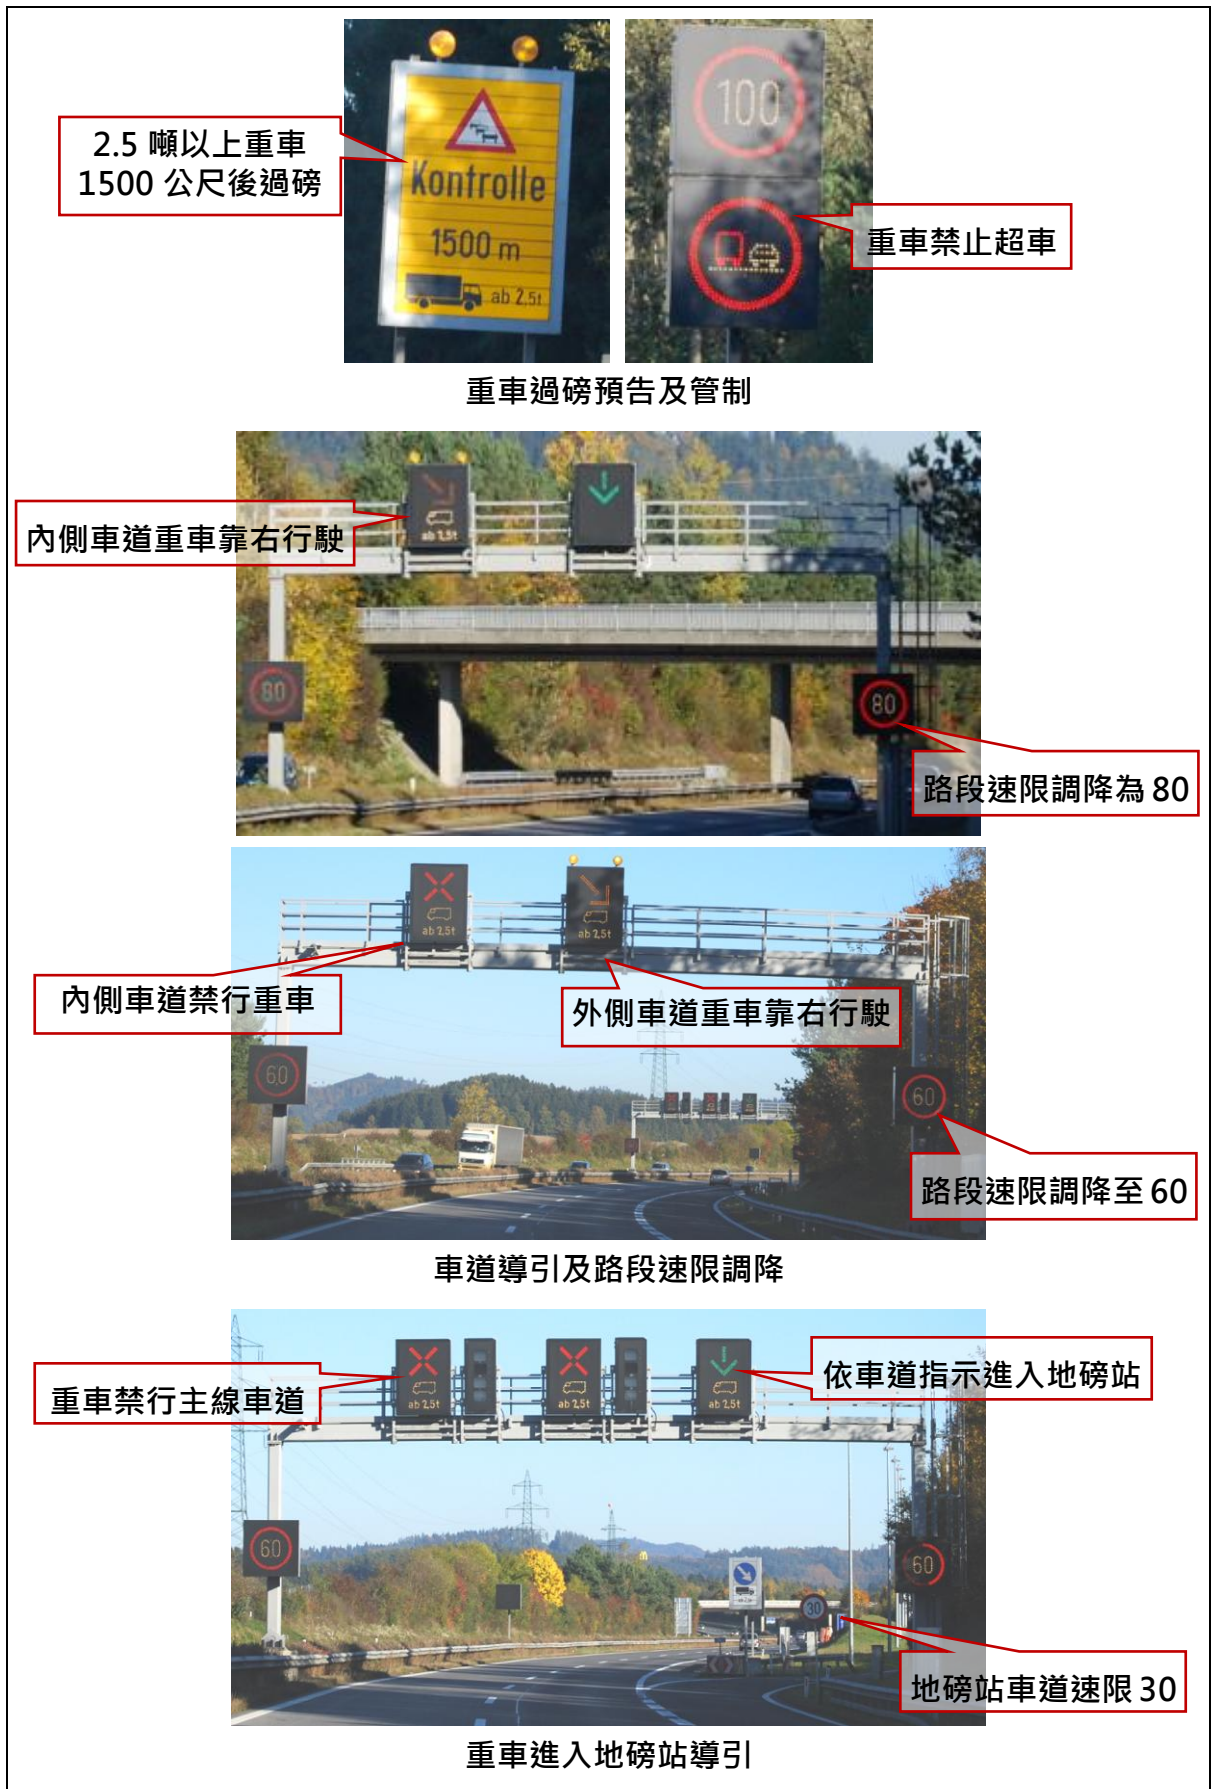 2.5 噸以上重車
1500 公尺後過磅
Kontrolle
1500 m
ab 2,5t
100
重車禁止超車
重車過磅預告及管制
內側車道重車靠右行駛
ab 2,5t
80
80
路段速限調降為 80
ab 2,5t
ab 2,5t
內側車道禁行重車
外側車道重車靠右行駛
60
60
路段速限調降至 60
車道導引及路段速限調降
重車禁行主線車道
ab 2,5t
ab 2,5t
ab 2,5t
依車道指示進入地磅站
60
60
30
地磅站車道速限 30
重車進入地磅站導引